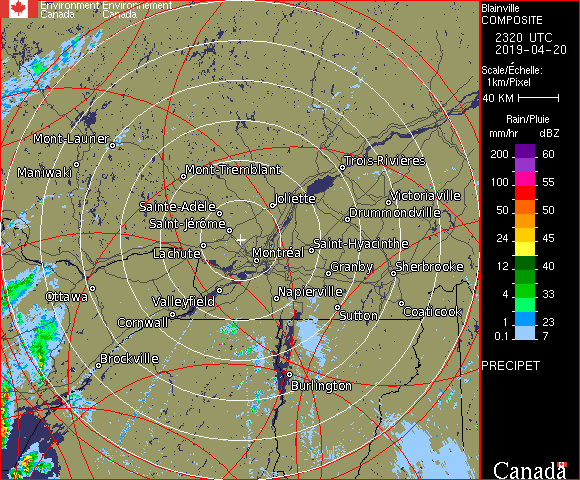 Environment Environnement
Canada Canada
Blainville
COMPOSITE
2320 UTC
2019-04-20
Scale/Échelle:
1km/Pixel
40 KM
Rain/Pluie
mm/hr dBZ
200 60
150 57
100 55
50 50
24 45
12 40
4 33
1 23
0.1 7
PRECIPET
Mont-Laurier
Maniwaki
Mont-Tremblant
Trois-Rivières
Sainte-Adèle
Joliette
Victoriaville
Saint-Jérôme
Drummondville
Lachute
Montréal
Saint-Hyacinthe
Granby
Sherbrooke
Ottawa
Valleyfield
Napierville
Cornwall
Sutton
Coaticook
Brockville
Burlington
Canada